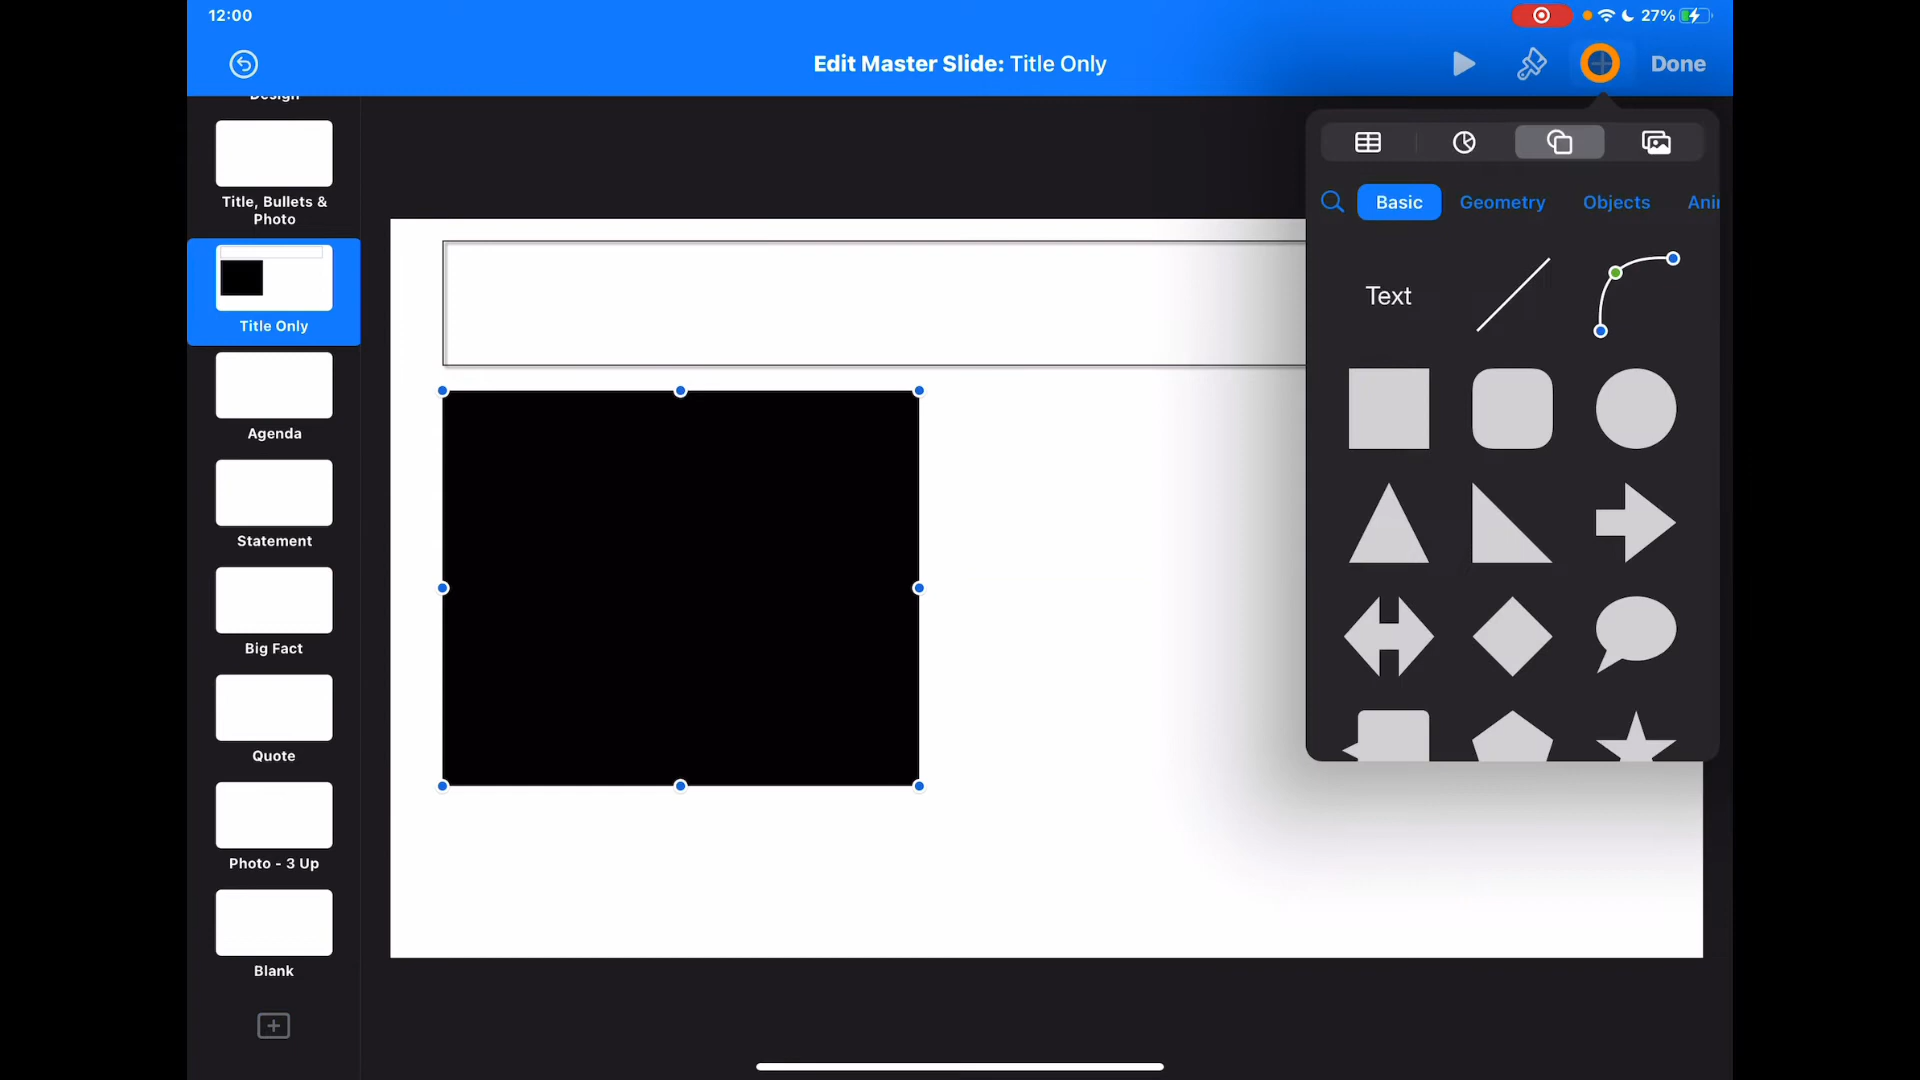 12:00
27%
Edit Master Slide: Title Only
Done
Design
Title, Bullets &
Photo
Title Only
Agenda
Statement
Big Fact
Quote
Photo - 3 Up
Blank
Basic
Geometry
Objects
Text